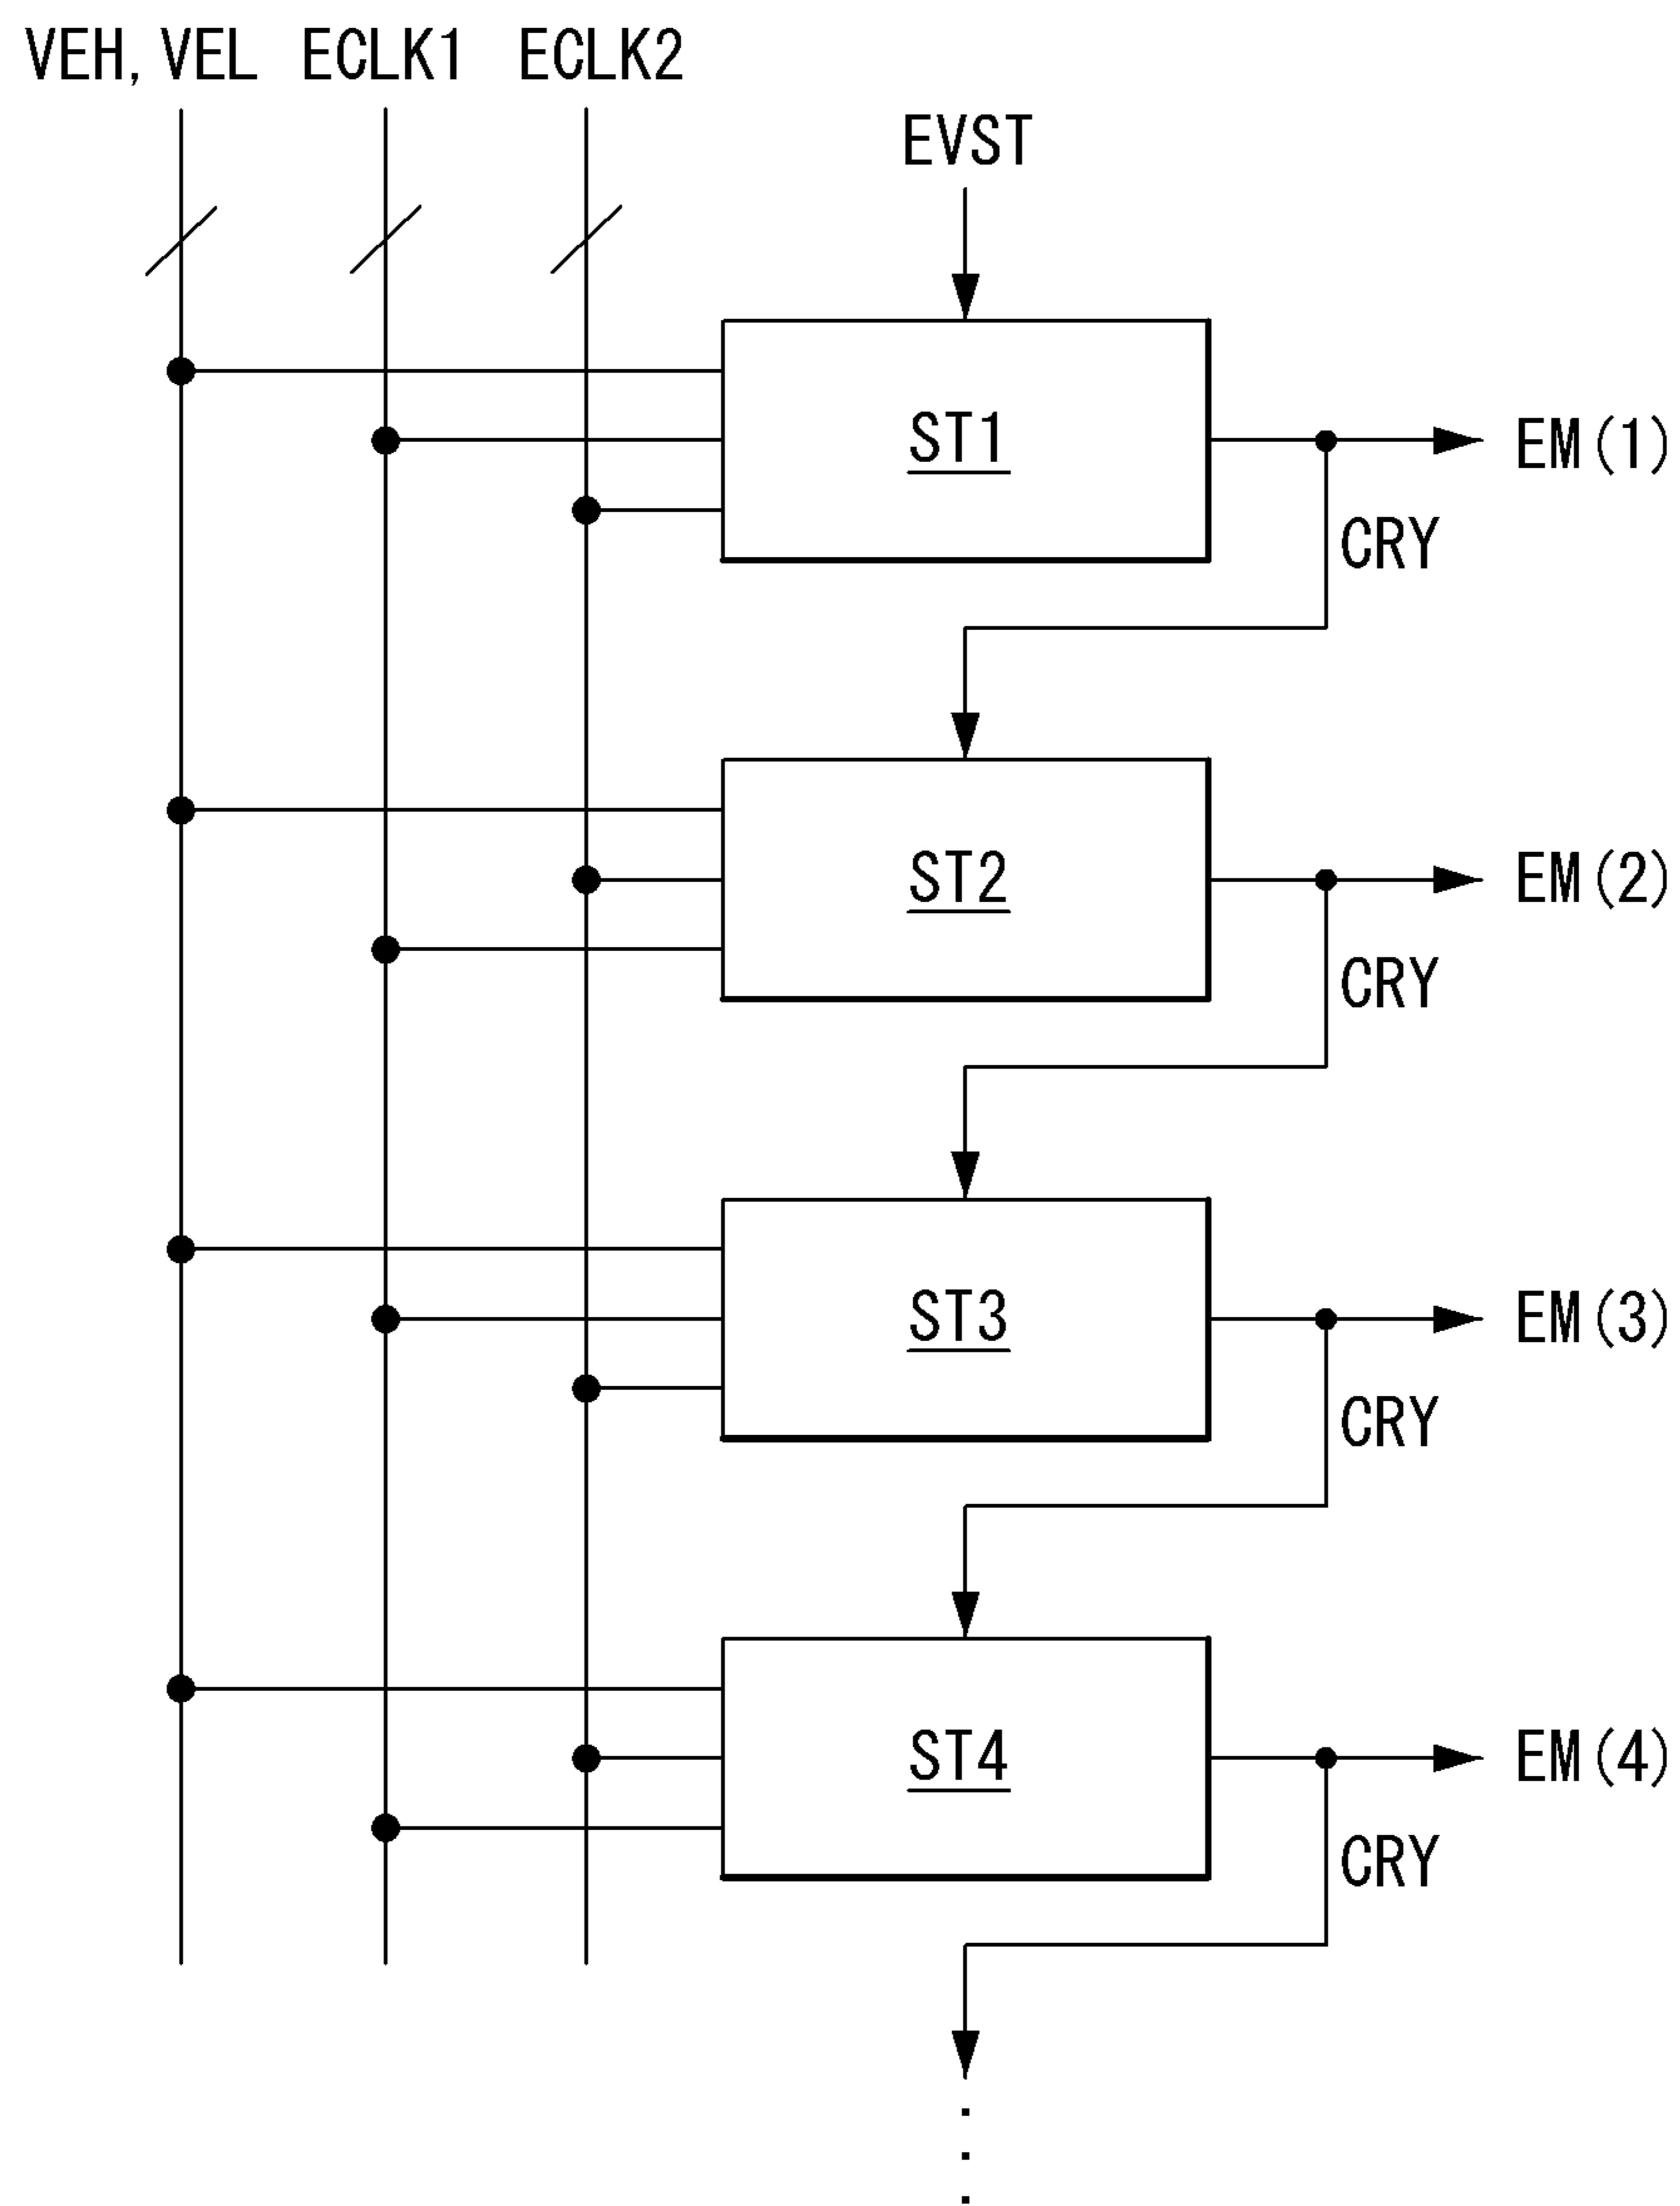 VEH, VEL ECLK1 ECLK2
EVST
ST1
EM(1)
CRY
ST2
EM(2)
CRY
ST3
EM(3)
CRY
ST4
EM(4)
CRY